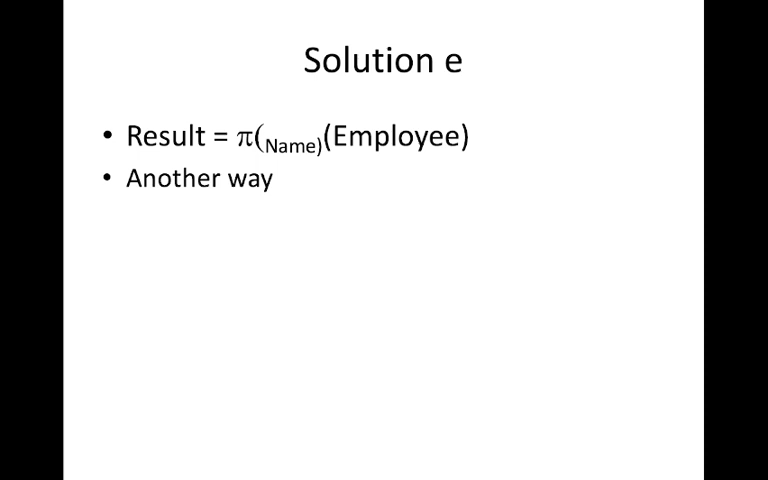 Solution e
• Result = π(Name)(Employee)
• Another way